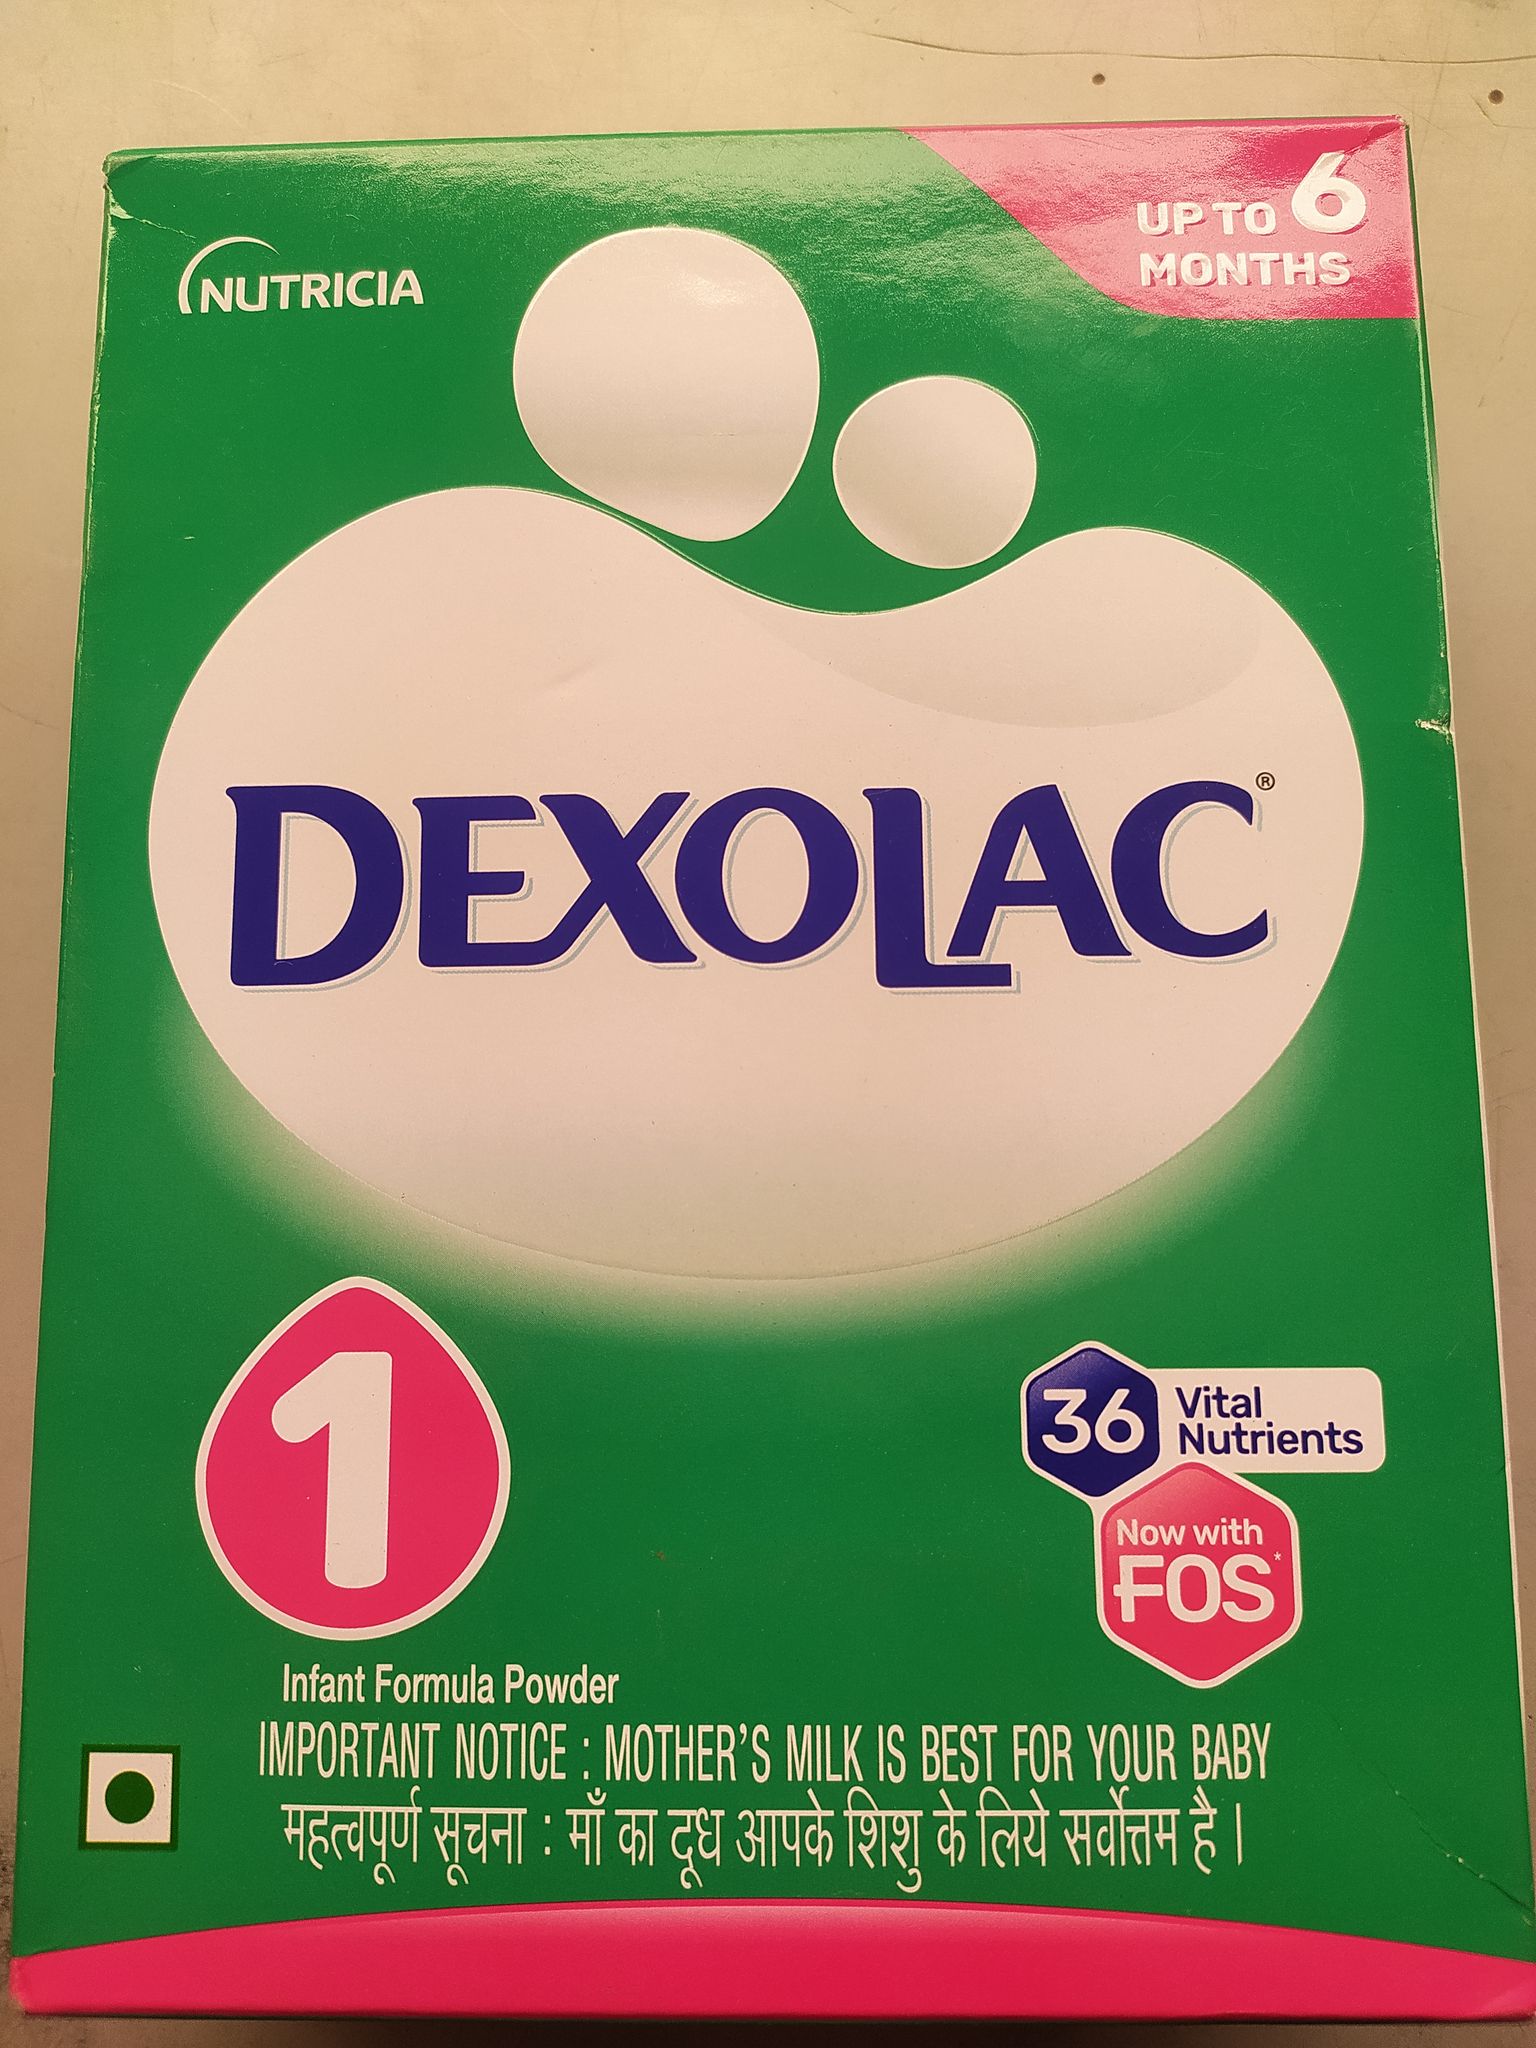 NUTRICIA
UP TO 6
MONTHS
DEXOLAC®
1
36
Vital
Nutrients
Now with
FOS*
Infant Formula Powder
IMPORTANT NOTICE : MOTHER'S MILK IS BEST FOR YOUR BABY
महत्वपूर्ण सूचना : माँ का दूध आपके शिशु के लिये सर्वोत्तम है।